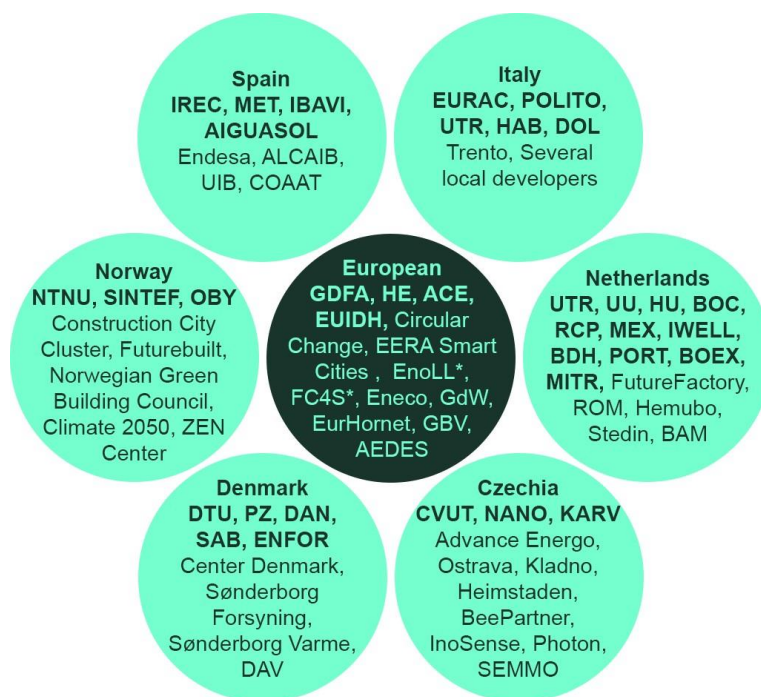 Spain
IREC, MET, IBAVI,
AIGUASOL
Endesa, ALCAIB,
UIB, COAAT
Italy
EURAC, POLITO,
UTR, HAB, DOL
Trento, Several
local developers
Norway
NTNU, SINTEF, OBY
Construction City
Cluster, Futurebuilt,
Norwegian Green
Building Council,
Climate 2050, ZEN
Center
European
GDFA, HE, ACE,
EUIDH, Circular
Change, EERA Smart
Cities , EnoLL*,
FC4S*, Eneco, GdW,
EurHornet, GBV,
AEDES
Netherlands
UTR, UU, HU, BOC,
RCP, MEX, IWELL,
BDH, PORT, BOEX,
MITR, FutureFactory,
ROM, Hemubo,
Stedin, BAM
Denmark
DTU, PZ, DAN,
SAB, ENFOR
Center Denmark,
Sønderborg
Forsyning,
Sønderborg Varme,
DAV
Czechia
CVUT, NANO, KARV
Advance Energo,
Ostrava, Kladno,
Heimstaden,
BeePartner,
InoSense, Photon,
SEMMO